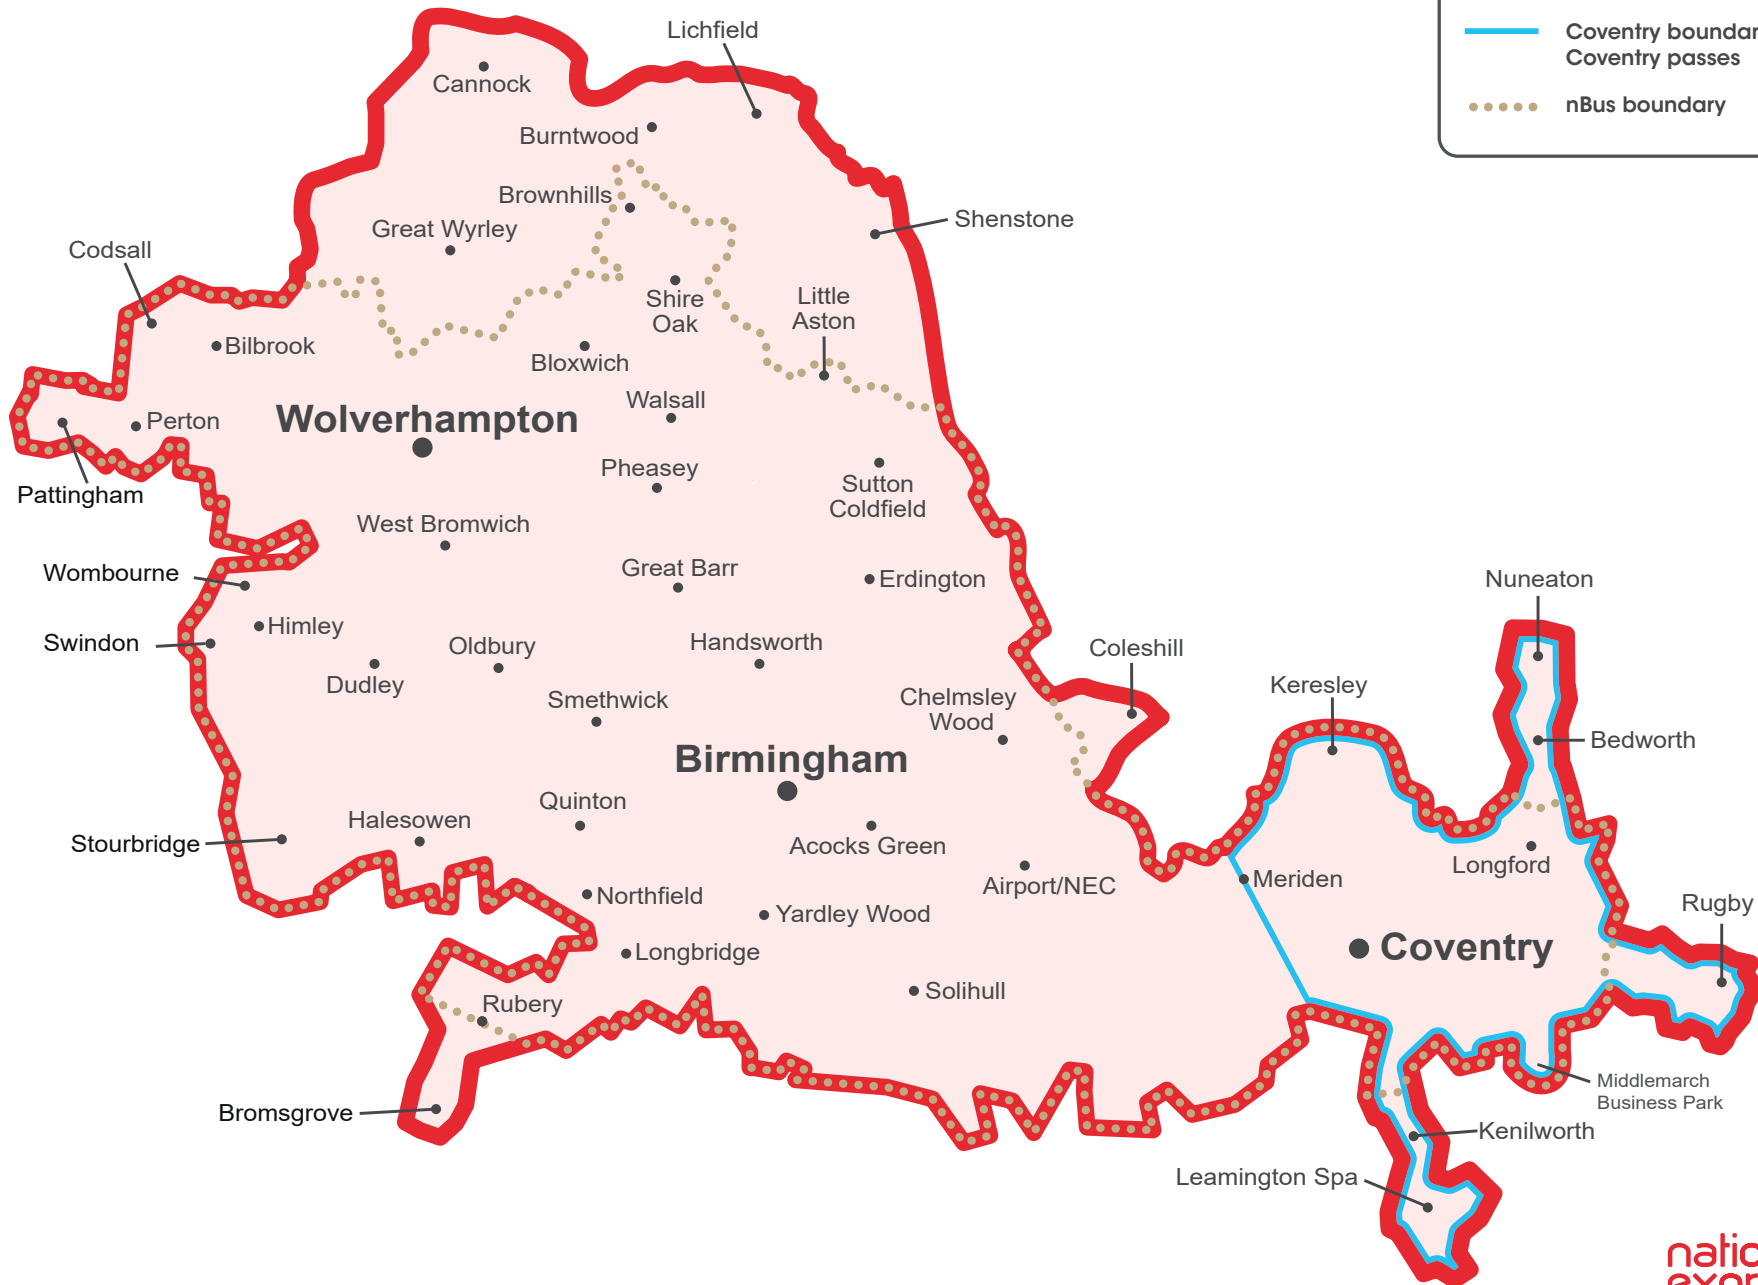 Coventry
Coventry passes
nBus boundary
Lichfield
Cannock
Burntwood
Brownhills
Great Wyrley
Shenstone
Codsall
Shire
Oak
Little
Aston
Bilbrook
Bloxwich
Walsall
Perton
Wolverhampton
Pheasey
Sutton
Coldfield
Pattingham
West Bromwich
Wombourne
Great Barr
Erdington
Nuneaton
Himley
Swindon
Oldbury
Handsworth
Coleshill
Dudley
Keresley
Smethwick
Chelmsley
Wood
Bedworth
Birmingham
Quinton
Halesowen
Stourbridge
Acocks Green
Longford
Airport/NEC
Meriden
Northfield
Rugby
Yardley Wood
Coventry
Longbridge
Solihull
Rubery
Middlemarch
Business Park
Bromsgrove
Kenilworth
Leamington Spa